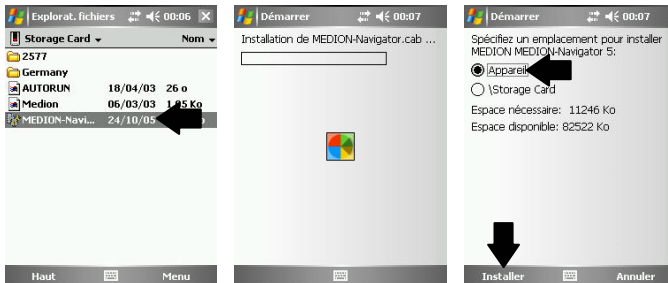 Explorat. fichiers 00:06
Storage Card Nom
2577
Germany
AUTORUN 18/04/03 26 o
Medion 06/03/03 1,05 Ko
MEDION-Navi... 24/10/05
Haut Menu
Démarrer 00:07
Installation de MEDION-Navigator.cab ...
Démarrer 00:07
Spécifiez un emplacement pour installer
MEDION MEDION-Navigator 5:
Appareil
\Storage Card
Espace nécessaire: 11246 Ko
Espace disponible: 82522 Ko
Installer Annuler